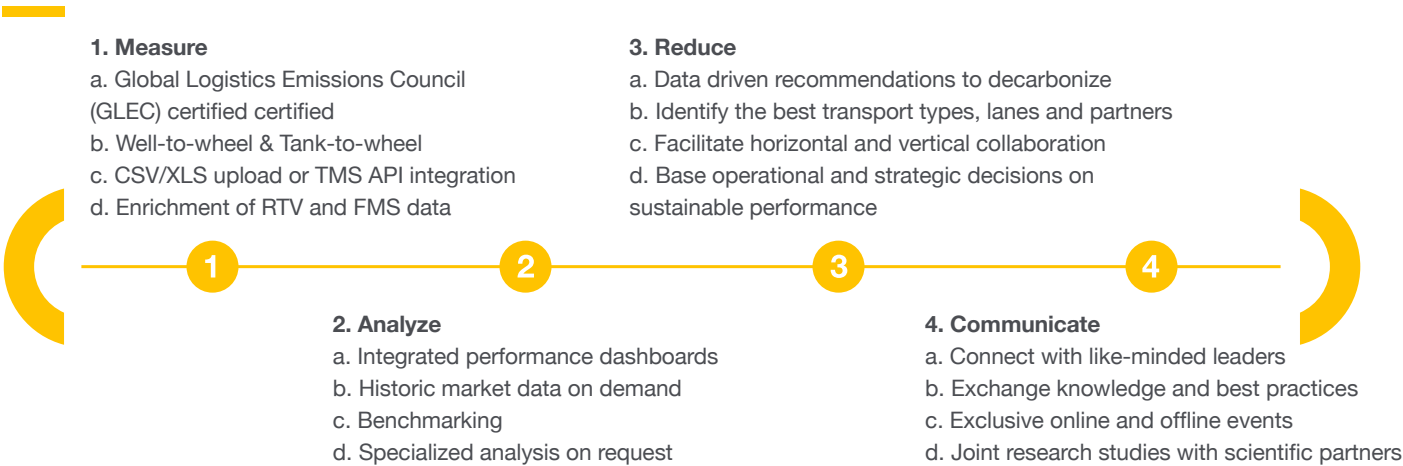 1. Measure
a. Global Logistics Emissions Council
(GLEC) certified certified
b. Well-to-wheel & Tank-to-wheel
c. CSV/XLS upload or TMS API integration
d. Enrichment of RTV and FMS data
3. Reduce
a. Data driven recommendations to decarbonize
b. Identify the best transport types, lanes and partners
c. Facilitate horizontal and vertical collaboration
d. Base operational and strategic decisions on
sustainable performance
1
2
3
4
2. Analyze
a. Integrated performance dashboards
b. Historic market data on demand
c. Benchmarking
d. Specialized analysis on request
4. Communicate
a. Connect with like-minded leaders
b. Exchange knowledge and best practices
c. Exclusive online and offline events
d. Joint research studies with scientific partners